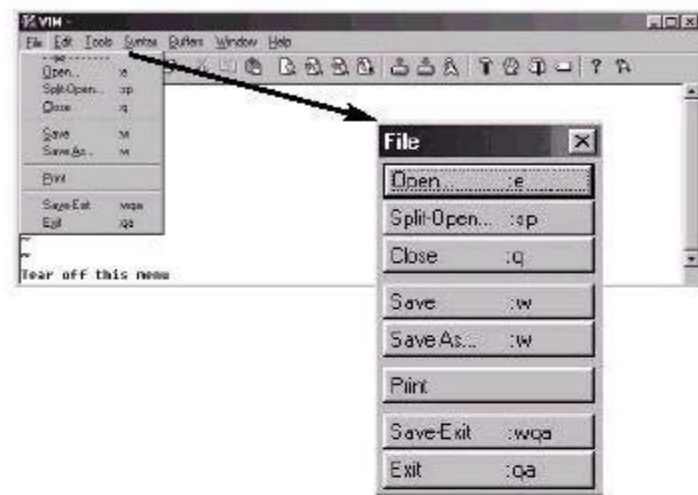 VIM -
File Edit Tools Syntax Buffers Window Help
Open... :e
Split-Open... :sp
Close :q
Save :w
Save As... :w
Print
Save-Exit :wqa
Exit :qa
~
~
Tear off this menu
File
Open... :e
Split-Open... :sp
Close :q
Save :w
Save As... :w
Print
Save-Exit :wqa
Exit :qa